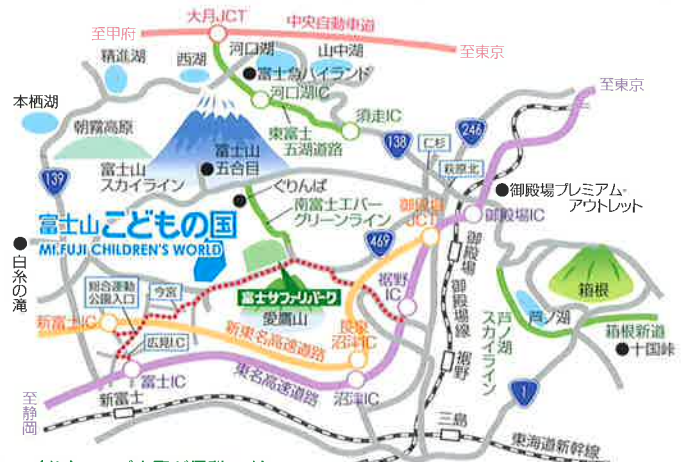 大月JCT
中央自動車道
至甲府
至東京
精進湖
西湖
河口湖
山中湖
富士急ハイランド
至東京
本栖湖
河口湖IC
須走IC
朝霧高原
東富士
五湖道路
138
仁杉
246
富士山
五合目
萩原北
富士山
スカイライン
139
ぐりんぱ
御殿場プレミアム・
アウトレット
南富士エバー
グリーンライン
御殿場
JCT
御殿場IC
富士山こどもの国
Mt.FUJI CHILDREN'S WORLD
469
白糸の滝
御殿場
御殿場線
総合運動
公園入口
今宮
富士サファリパーク
裾野
IC
箱根
愛鷹山
芦ノ湖
芦ノ湖
スカイライン
新富士IC
新東名高速道路
長泉
沼津IC
箱根新道
広見I.C
十国峠
裾野
富士IC
東名高速道路
沼津IC
1
至静岡
新富士
三島
東海道新幹線